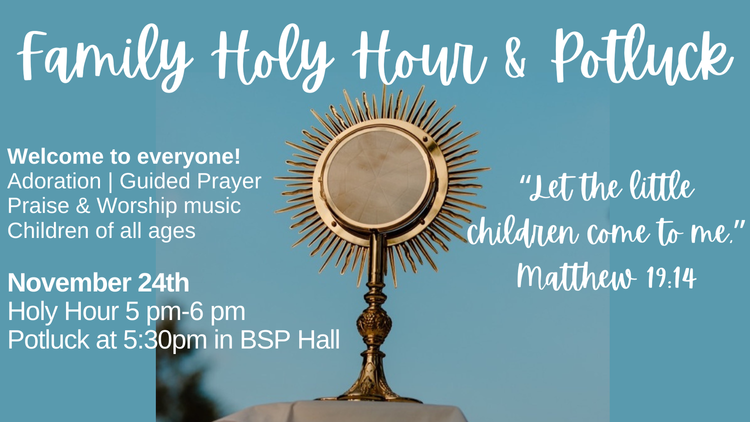 Family Holy Hour & Potluck
Welcome to everyone!
Adoration | Guided Prayer
Praise & Worship music
Children of all ages
November 24th
Holy Hour 5 pm-6 pm
Potluck at 5:30pm in BSP Hall
“Let the little
children come to me.”
Matthew 19:14